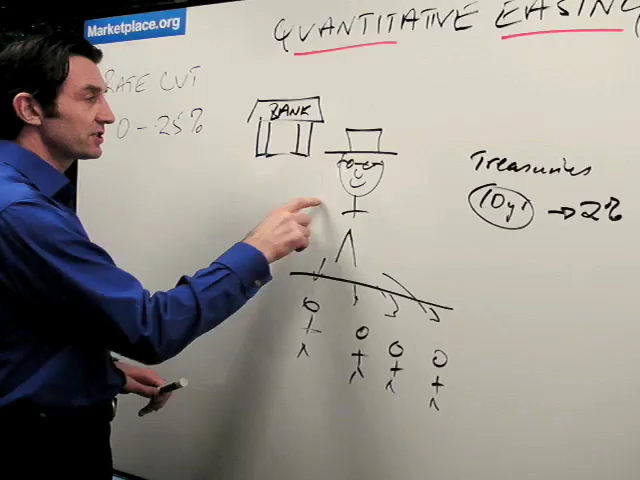 Marketplace.org
QUANTITATIVE EASING
RATE CUT
0-.25%
BANK
Treasuries
10yr → 2%